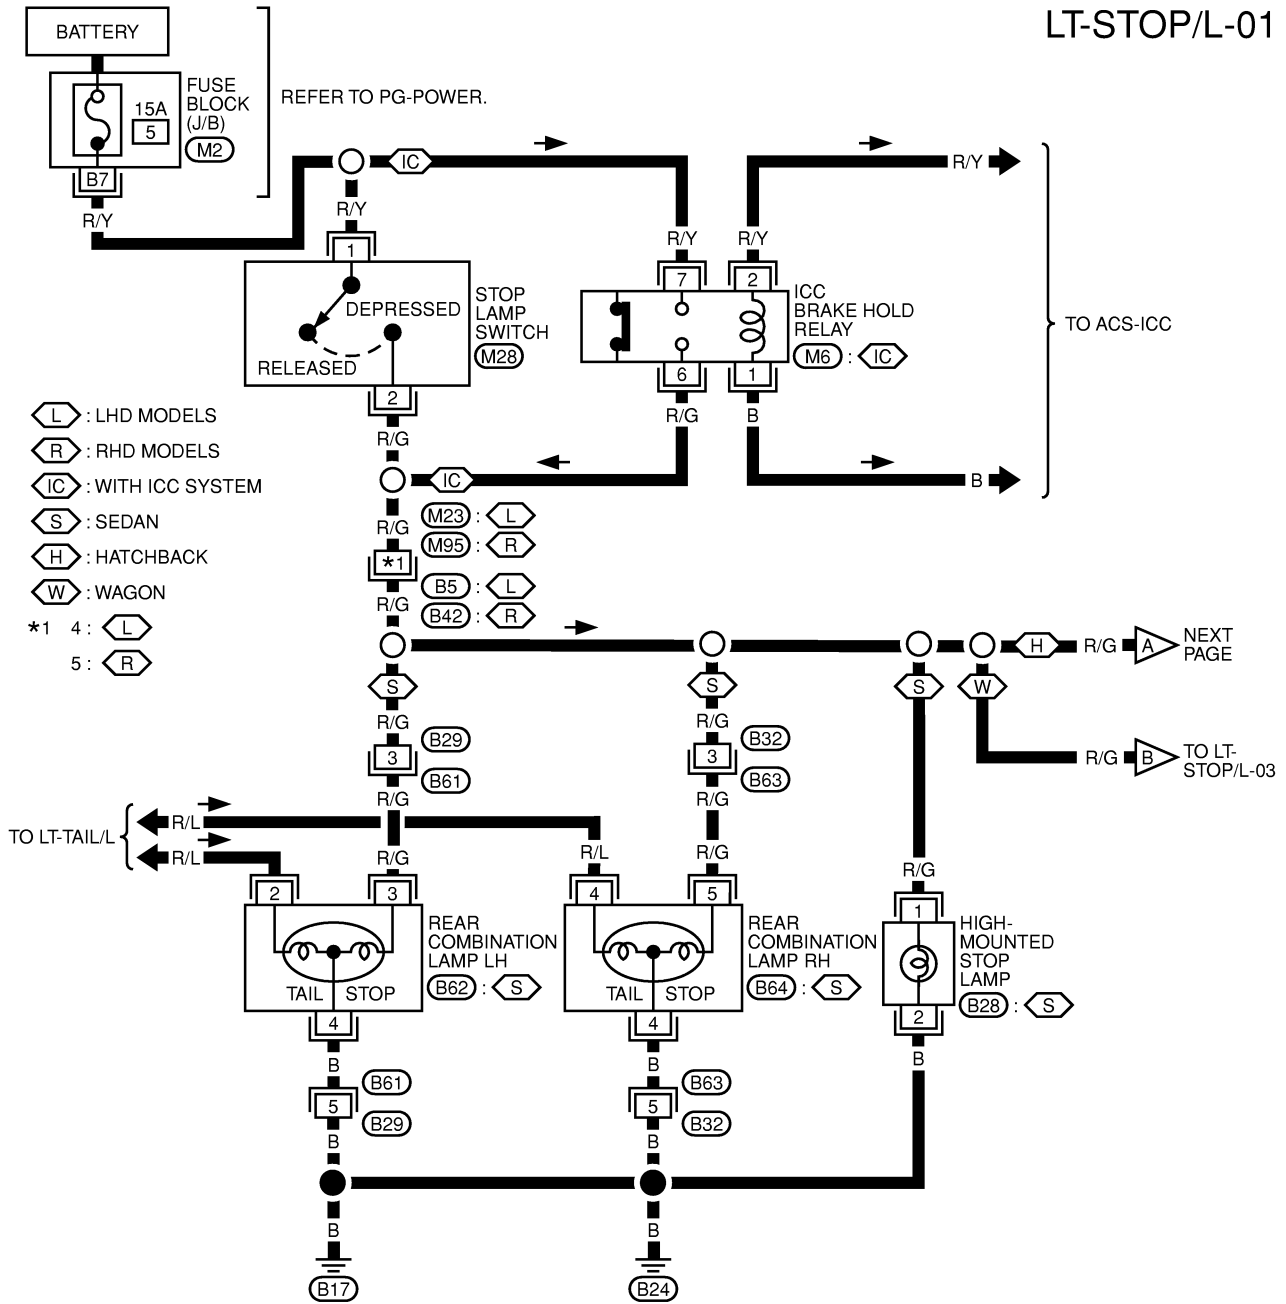 LT-STOP/L-01
BATTERY
FUSE
BLOCK
(J/B)
M2
15A
5
B7
REFER TO PG-POWER.
R/Y
IC
R/Y
R/Y
R/Y
R/Y
1
7
2
DEPRESSED
RELEASED
STOP
LAMP
SWITCH
M28
ICC
BRAKE HOLD
RELAY
M6 : IC
TO ACS-ICC
2
6
1
R/G
R/G
B
IC
B
L : LHD MODELS
R : RHD MODELS
IC : WITH ICC SYSTEM
S : SEDAN
H : HATCHBACK
W : WAGON
*1 4 : L
5 : R
R/G
M23 : L
M95 : R
*1
B5 : L
B42 : R
R/G
H
R/G
A
NEXT
PAGE
S
S
S
W
R/G
R/G
B29
3
B61
B32
3
B63
R/G
B
TO LT-
STOP/L-03
R/G
R/G
TO LT-TAIL/L
R/L
R/L
R/G
R/L
R/G
R/G
2
3
4
5
1
TAIL
STOP
REAR
COMBINATION
LAMP LH
B62 : S
TAIL
STOP
REAR
COMBINATION
LAMP RH
B64 : S
HIGH-
MOUNTED
STOP
LAMP
B28 : S
4
4
2
B
B
B
B61
5
B29
B63
5
B32
B
B
B
B
B17
B24